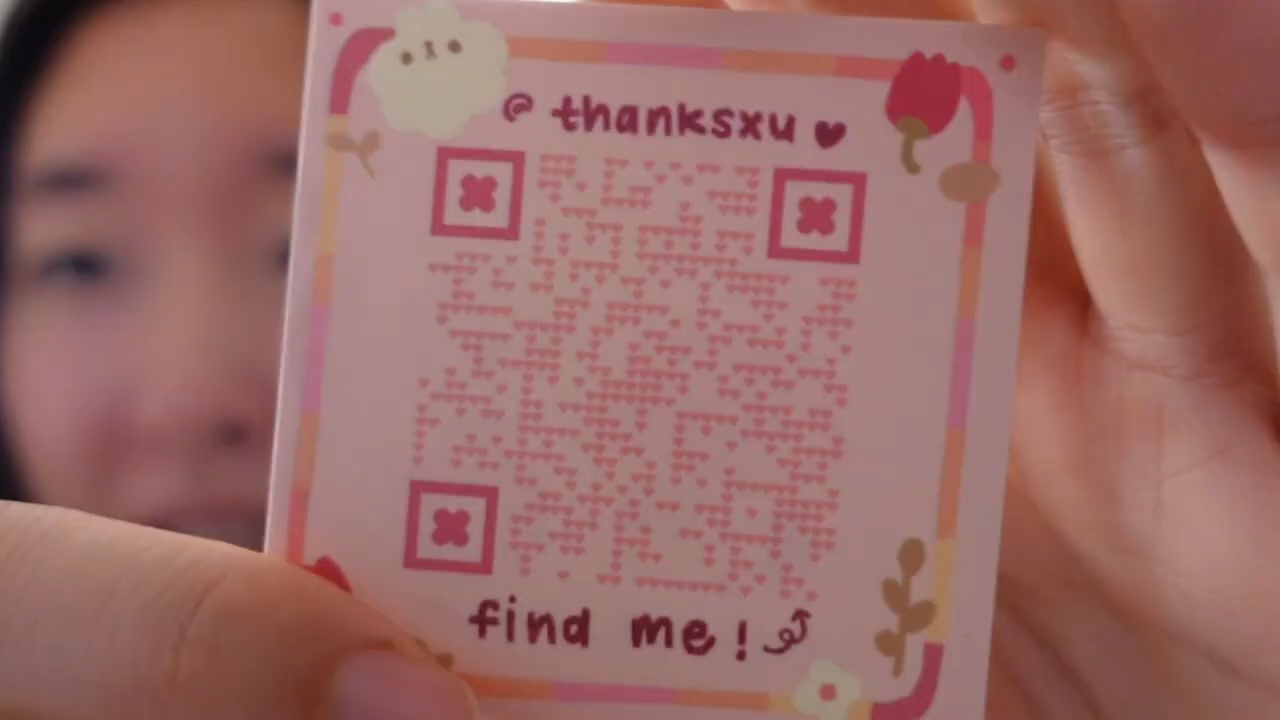 @ thanksxu ♥
find me!